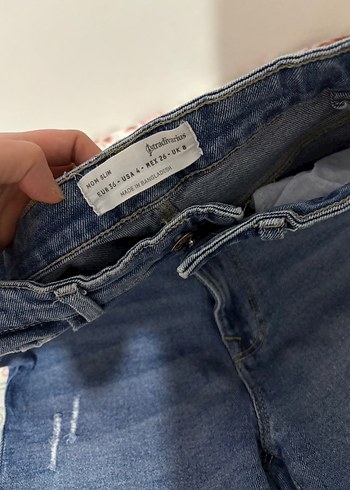 stradivarius
MOM SLIM
EUR 36 - USA 4 - MEX 26 - UK 8
MADE IN BANGLADESH